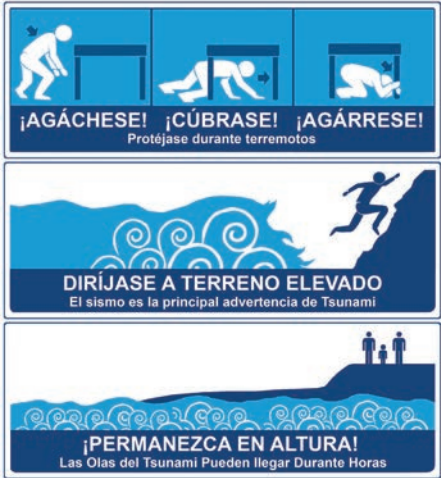 ¡AGÁCHESE! ¡CÚBRASE! ¡AGÁRRESE!
Protéjase durante terremotos
DIRÍJASE A TERRENO ELEVADO
El sismo es la principal advertencia de Tsunami
¡PERMANEZCA EN ALTURA!
Las Olas del Tsunami Pueden llegar Durante Horas